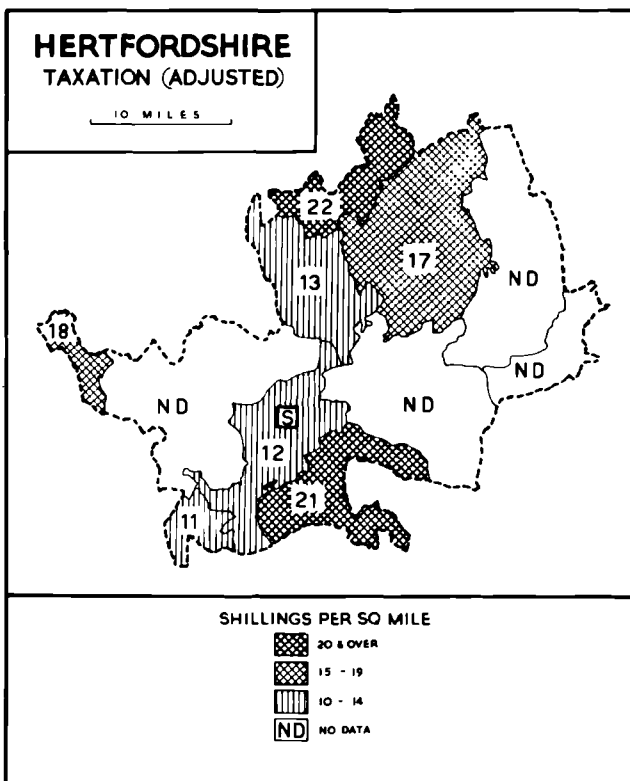 HERTFORDSHIRE
TAXATION (ADJUSTED)
10 MILES
22
17
13
ND
18
ND
ND
ND
S
12
21
11
SHILLINGS PER SQ MILE
20 & OVER
15 - 19
10 - 14
ND NO DATA